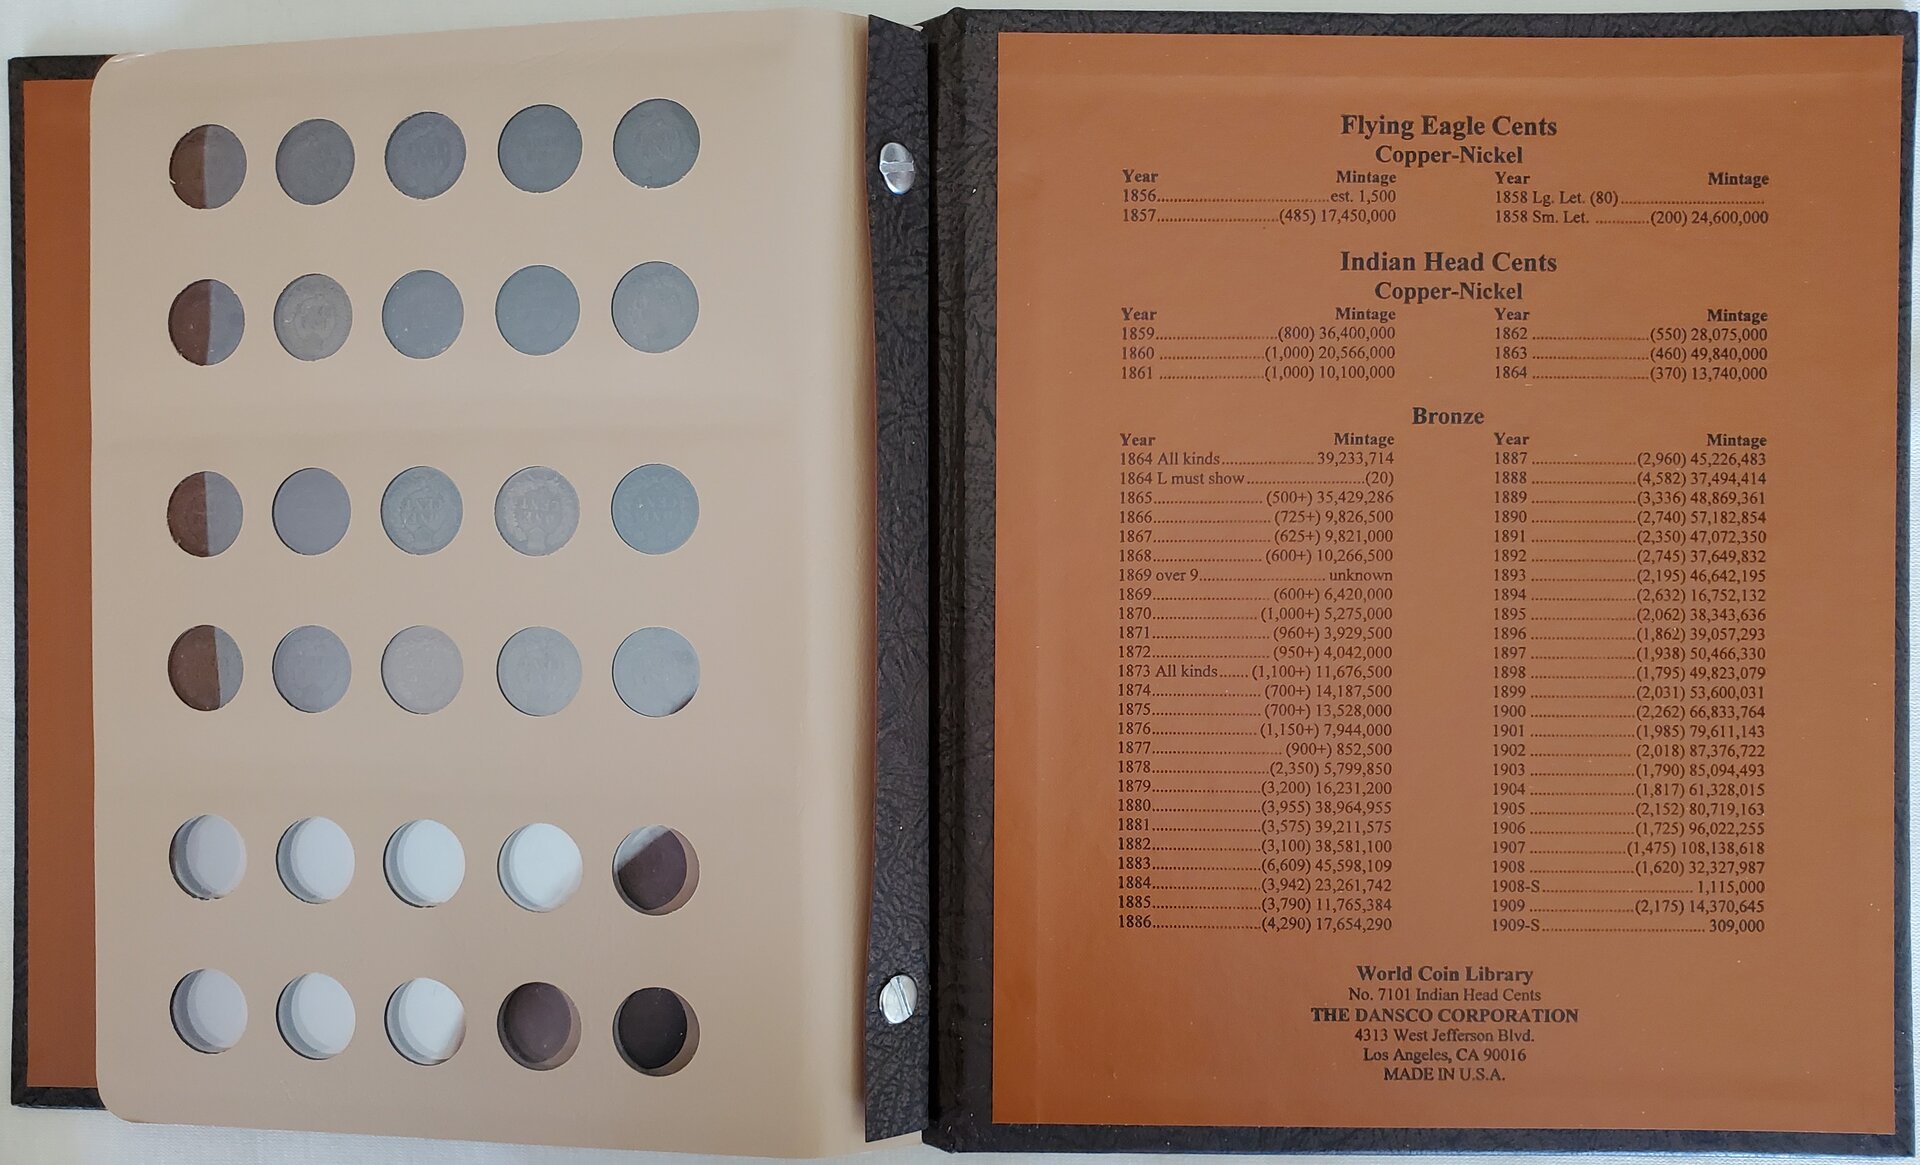 Flying Eagle Cents
Copper-Nickel
Year Mintage Year Mintage
1856 est. 1,500 1858 Lg. Let. (80)
1857 (485) 17,450,000 1858 Sm. Let. (200) 24,600,000
Indian Head Cents
Copper-Nickel
Year Mintage Year Mintage
1859 (800) 36,400,000 1862 (550) 28,075,000
1860 (1,000) 20,566,000 1863 (460) 49,840,000
1861 (1,000) 10,100,000 1864 (370) 13,740,000
Bronze
Year Mintage Year Mintage
1864 All kinds 39,233,714 1887 (2,960) 45,226,483
1864 L must show (20) 1888 (4,582) 37,494,414
1865 (500+) 35,429,286 1889 (3,336) 48,869,361
1866 (725+) 9,826,500 1890 (2,740) 57,182,854
1867 (625+) 9,821,000 1891 (2,350) 47,072,350
1868 (600+) 10,266,500 1892 (2,745) 37,649,832
1869 over 9 unknown 1893 (2,195) 46,642,195
1869 (600+) 6,420,000 1894 (2,632) 16,752,132
1870 (1,000+) 5,275,000 1895 (2,062) 38,343,636
1871 (960+) 3,929,500 1896 (1,862) 39,057,293
1872 (950+) 4,042,000 1897 (1,938) 50,466,330
1873 All kinds (1,100+) 11,676,500 1898 (1,795) 49,823,079
1874 (700+) 14,187,500 1899 (2,031) 53,600,031
1875 (700+) 13,528,000 1900 (2,262) 66,833,764
1876 (1,150+) 7,944,000 1901 (1,985) 79,611,143
1877 (900+) 852,500 1902 (2,018) 87,376,722
1878 (2,350) 5,799,850 1903 (1,790) 85,094,493
1879 (3,200) 16,231,200 1904 (1,817) 61,328,015
1880 (3,955) 38,964,955 1905 (2,152) 80,719,163
1881 (3,575) 39,211,575 1906 (1,725) 96,022,255
1882 (3,100) 38,581,100 1907 (1,475) 108,138,618
1883 (6,609) 45,598,109 1908 (1,620) 32,327,987
1884 (3,942) 23,261,742 1908-S 1,115,000
1885 (3,790) 11,765,384 1909 (2,175) 14,370,645
1886 (4,290) 17,654,290 1909-S 309,000
World Coin Library
No. 7101 Indian Head Cents
THE DANSCO CORPORATION
4313 West Jefferson Blvd.
Los Angeles, CA 90016
MADE IN U.S.A.